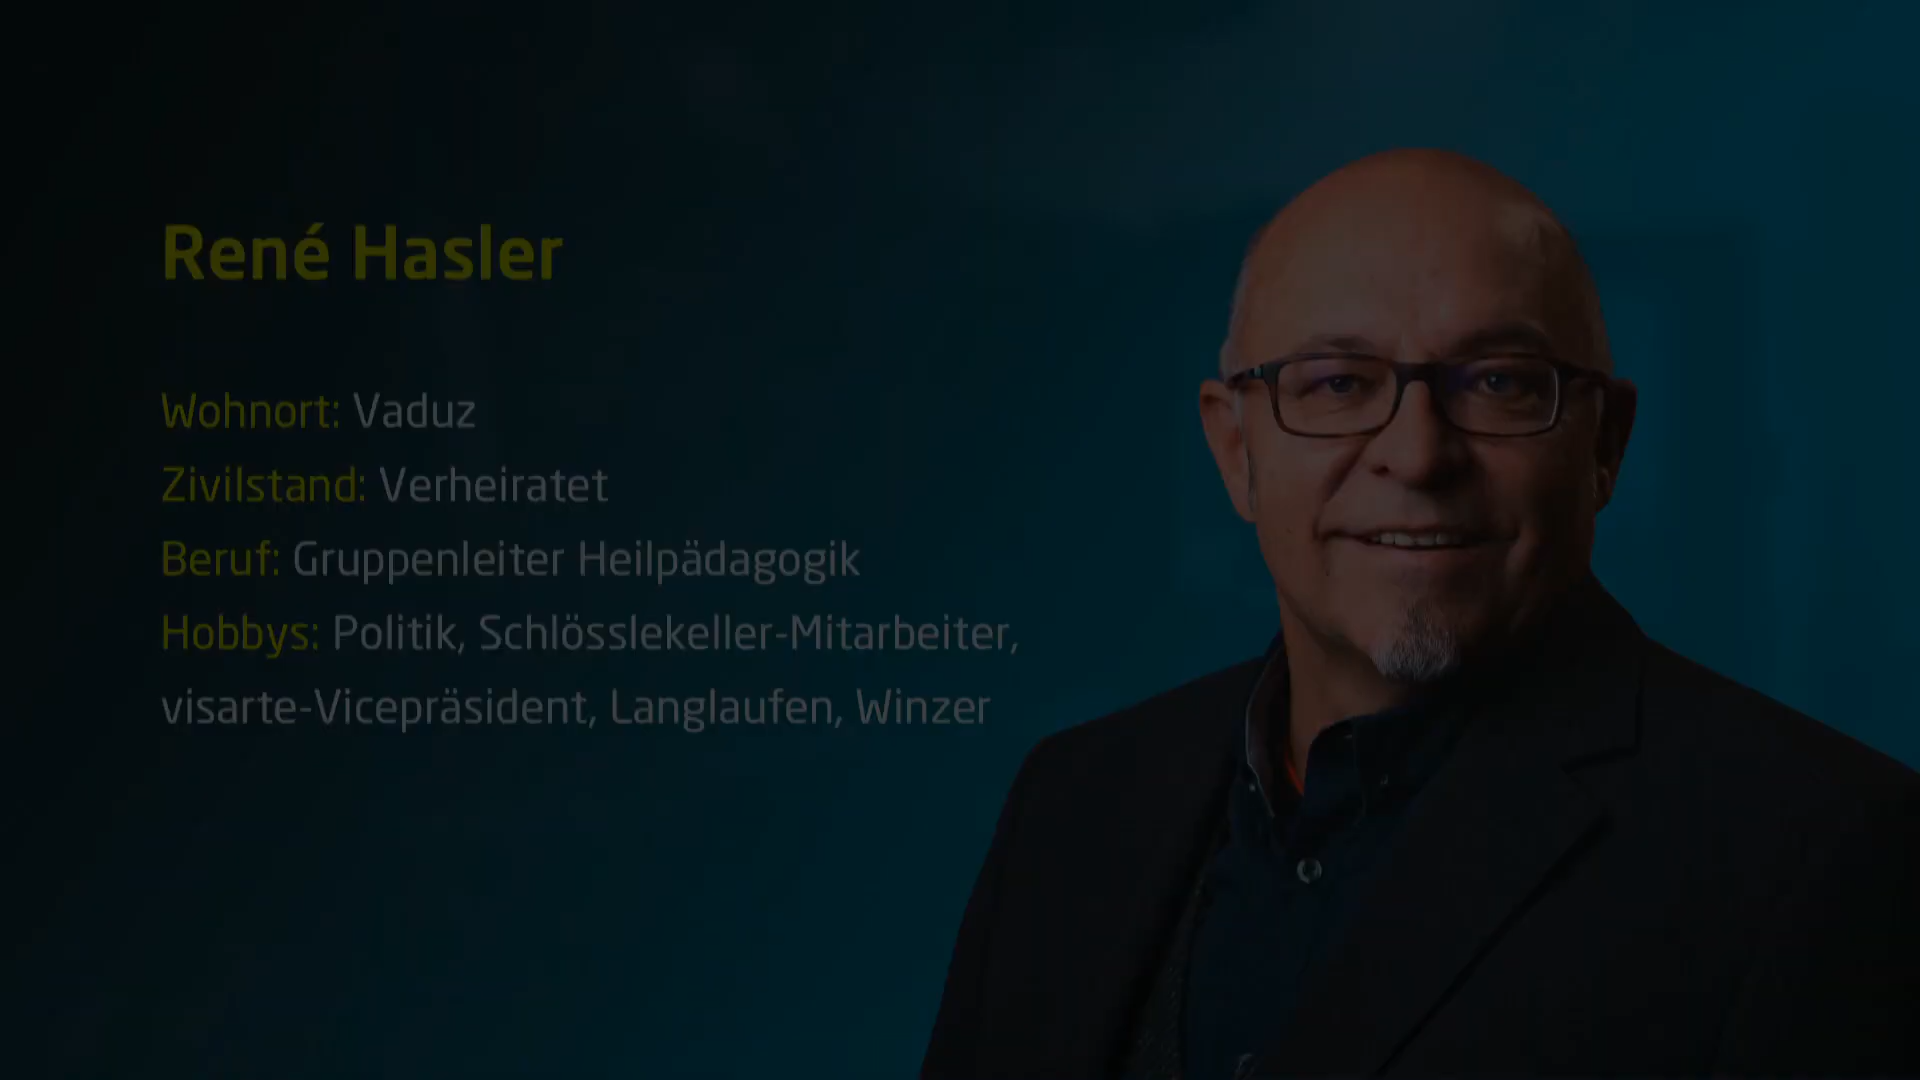 René Hasler
Wohnort: Vaduz
Zivilstand: Verheiratet
Beruf: Gruppenleiter Heilpädagogik
Hobbys: Politik, Schlösslekeller-Mitarbeiter,
visarte-Vicepräsident, Langlaufen, Winzer